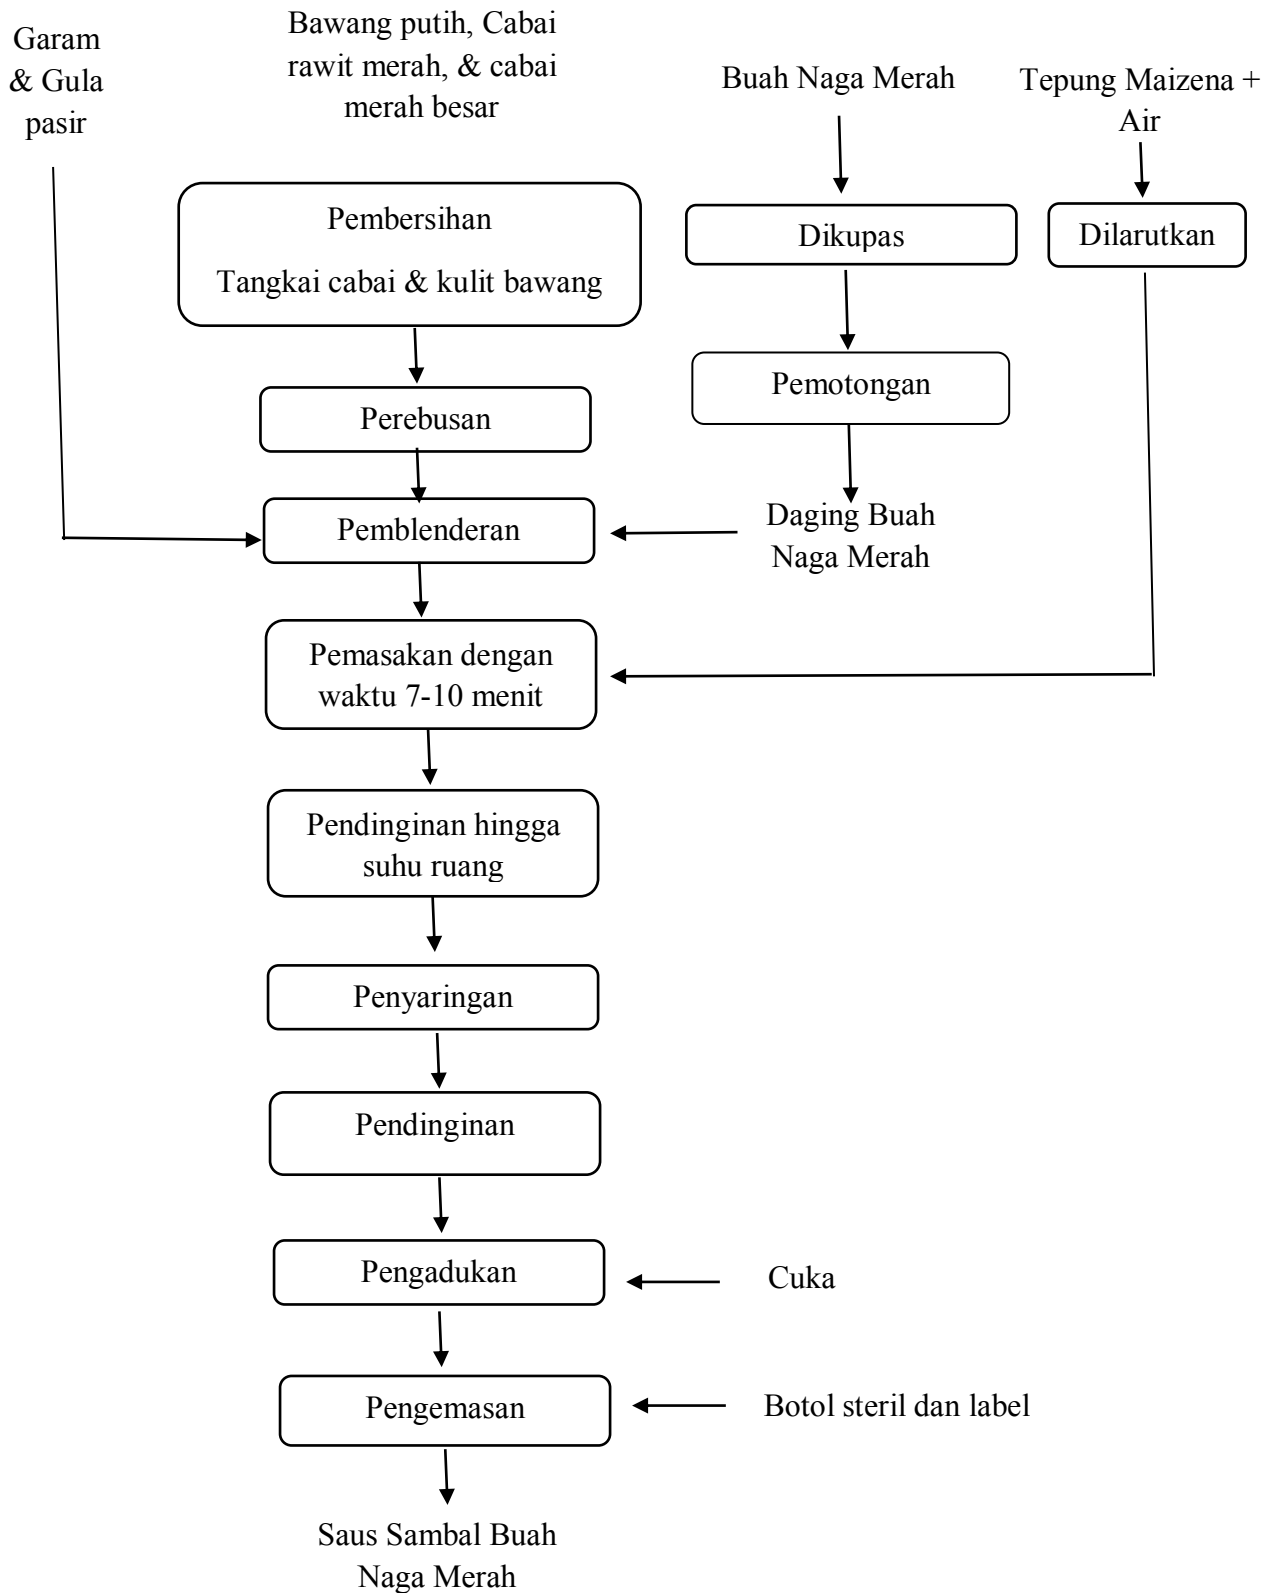 Garam
& Gula
pasir
Bawang putih, Cabai
rawit merah, & cabai
merah besar
Buah Naga Merah
Tepung Maizena +
Air
Pembersihan
Tangkai cabai & kulit bawang
Dikupas
Dilarutkan
Perebusan
Pemotongan
Pemblenderan
Daging Buah
Naga Merah
Pemasakan dengan
waktu 7-10 menit
Pendinginan hingga
suhu ruang
Penyaringan
Pendinginan
Pengadukan
Cuka
Pengemasan
Botol steril dan label
Saus Sambal Buah
Naga Merah